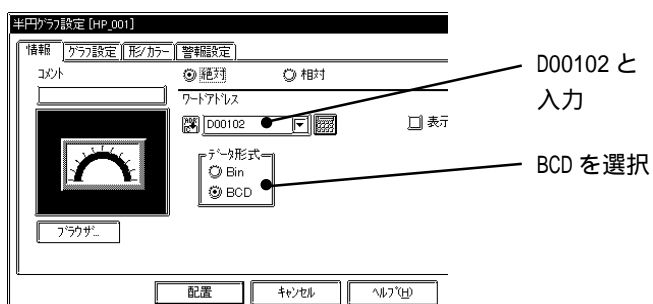 半円グラフ設定 [HP_001]
情報 グラフ設定 形/カラー 警報設定
コメント
絶対 相対
ワードアドレス
D00102
表示
データ形式
Bin
BCD
ブラウザ...
配置 キャンセル ヘルプ(H)
D00102 と
入力
BCD を選択